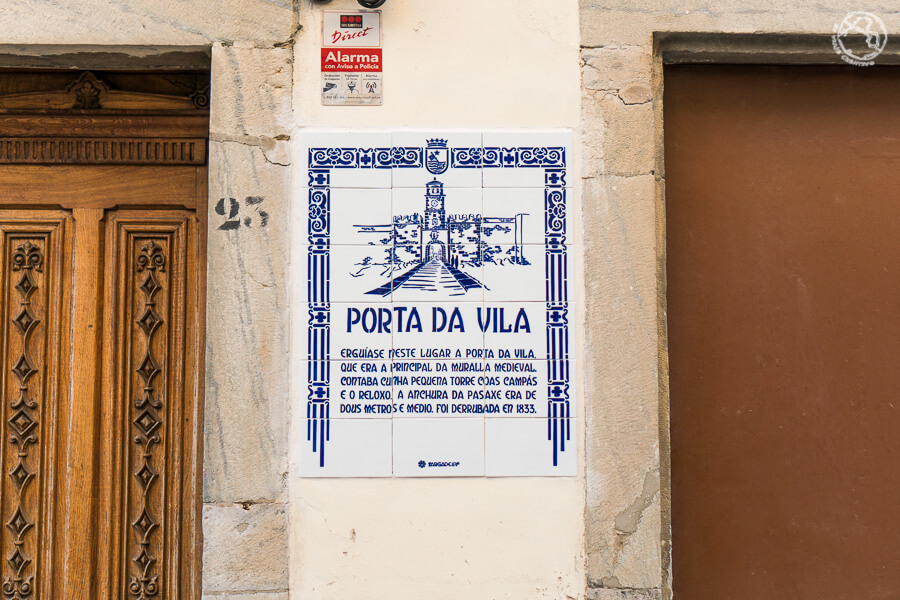 Direct
Alarma
con Aviso a Policía
23
PORTA DA VILA
ERGUÍASE NESTE LUGAR A PORTA DA VILA,
QUE ERA A PRINCIPAL DA MURALLA MEDIEVAL.
CONTABA CUNHA PEQUENA TORRE COAS CAMPÁS
E O RELOXO. A ANCHURA DA PASAXE ERA DE
DOUS METROS E MEDIO. FOI DERRUBADA EN 1833.
SARGADELOS